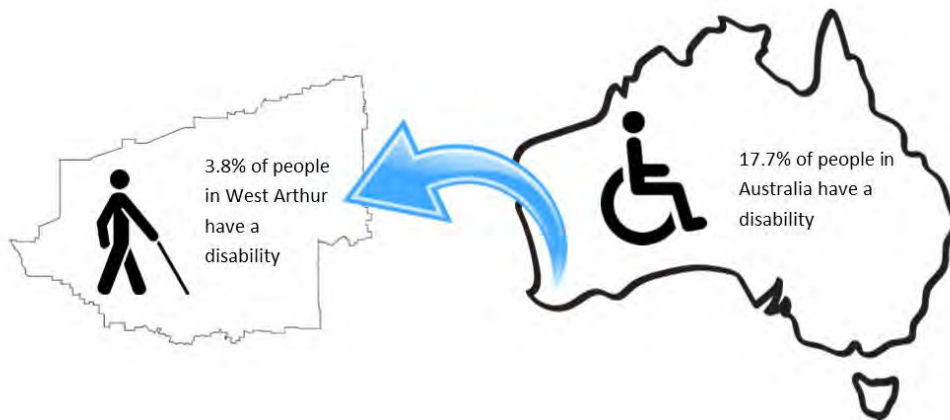 3.8% of people
in West Arthur
have a
disability
17.7% of people in
Australia have a
disability